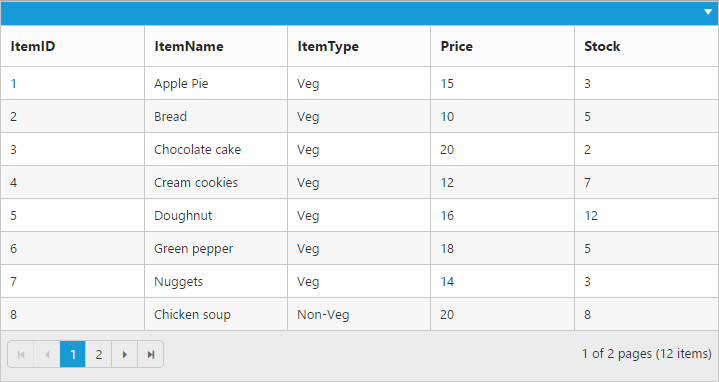 ItemID ItemName ItemType Price Stock
1 Apple Pie Veg 15 3
2 Bread Veg 10 5
3 Chocolate cake Veg 20 2
4 Cream cookies Veg 12 7
5 Doughnut Veg 16 12
6 Green pepper Veg 18 5
7 Nuggets Veg 14 3
8 Chicken soup Non-Veg 20 8
1 2 1 of 2 pages (12 items)